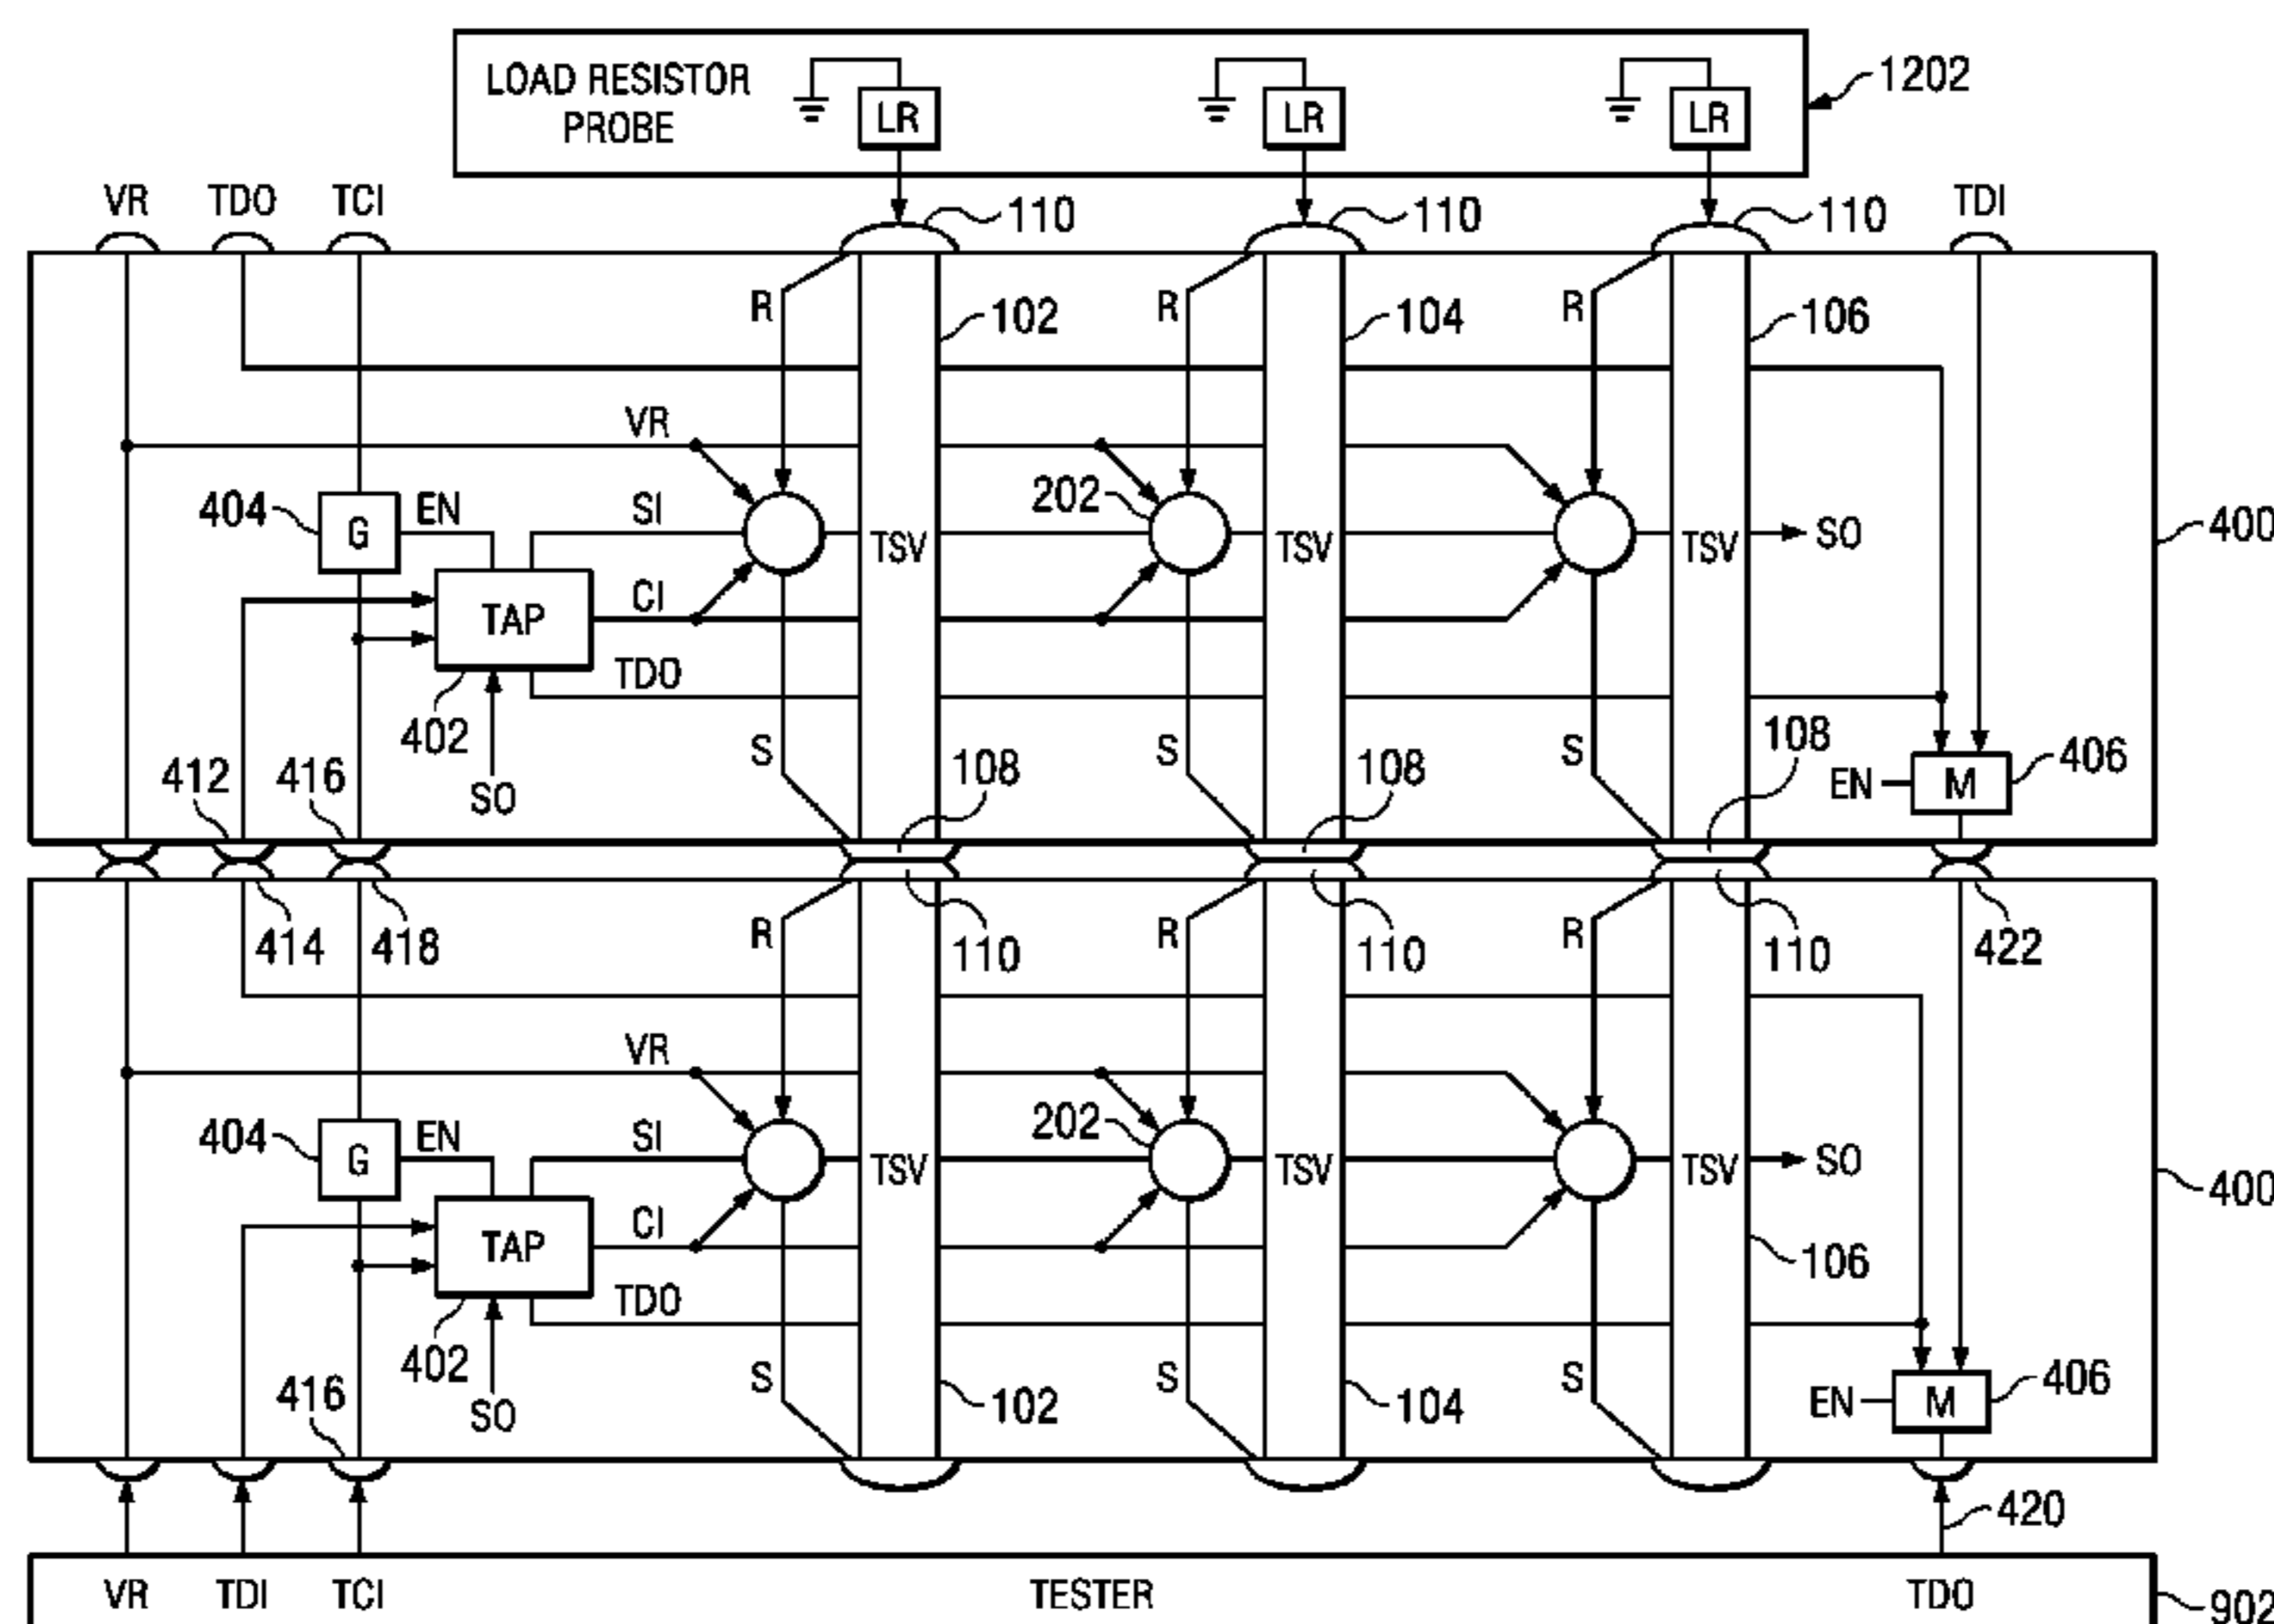 LOAD RESISTOR
PROBE
LR LR LR
1202
VR TDO TCI 110 110 110 TDI
R 102 R 104 R 106
VR
404 G EN SI 202 TSV TSV TSV SO 400
TAP CI
TDO
402 108
412 416 SO S 108 S 108 S EN M 406
414 418 R 110 R 110 R 110 422
VR
404 G EN SI 202 TSV TSV TSV SO 400
TAP CI 106
TDO
402
416 SO S 102 S 104 S EN M 406
420
VR TDI TCI TESTER TDO 902